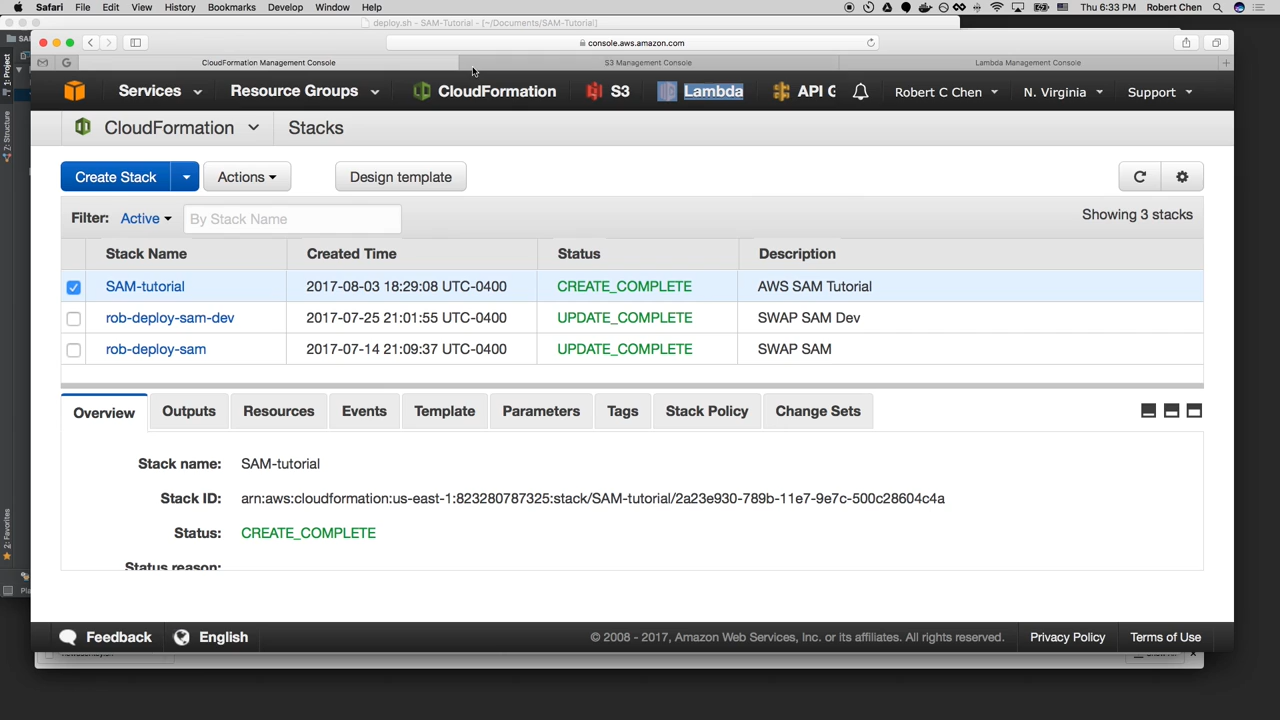 Safari File Edit View History Bookmarks Develop Window Help Thu 6:33 PM Robert Chen
deploy.sh - SAM-Tutorial - [~/Documents/SAM-Tutorial]
console.aws.amazon.com
CloudFormation Management Console S3 Management Console Lambda Management Console
1: Project
Services Resource Groups CloudFormation S3 Lambda API G Robert C Chen N. Virginia Support
Z: Structure
CloudFormation Stacks
Create Stack Actions Design template
Filter: Active By Stack Name Showing 3 stacks
Stack Name Created Time Status Description
SAM-tutorial 2017-08-03 18:29:08 UTC-0400 CREATE_COMPLETE AWS SAM Tutorial
rob-deploy-sam-dev 2017-07-25 21:01:55 UTC-0400 UPDATE_COMPLETE SWAP SAM Dev
rob-deploy-sam 2017-07-14 21:09:37 UTC-0400 UPDATE_COMPLETE SWAP SAM
Overview Outputs Resources Events Template Parameters Tags Stack Policy Change Sets
Stack name: SAM-tutorial
Stack ID: arn:aws:cloudformation:us-east-1:823280787325:stack/SAM-tutorial/2a23e930-789b-11e7-9e7c-500c28604c4a
Status: CREATE_COMPLETE
Status reason:
2: Favorites
Feedback English © 2008 - 2017, Amazon Web Services, Inc. or its affiliates. All rights reserved. Privacy Policy Terms of Use